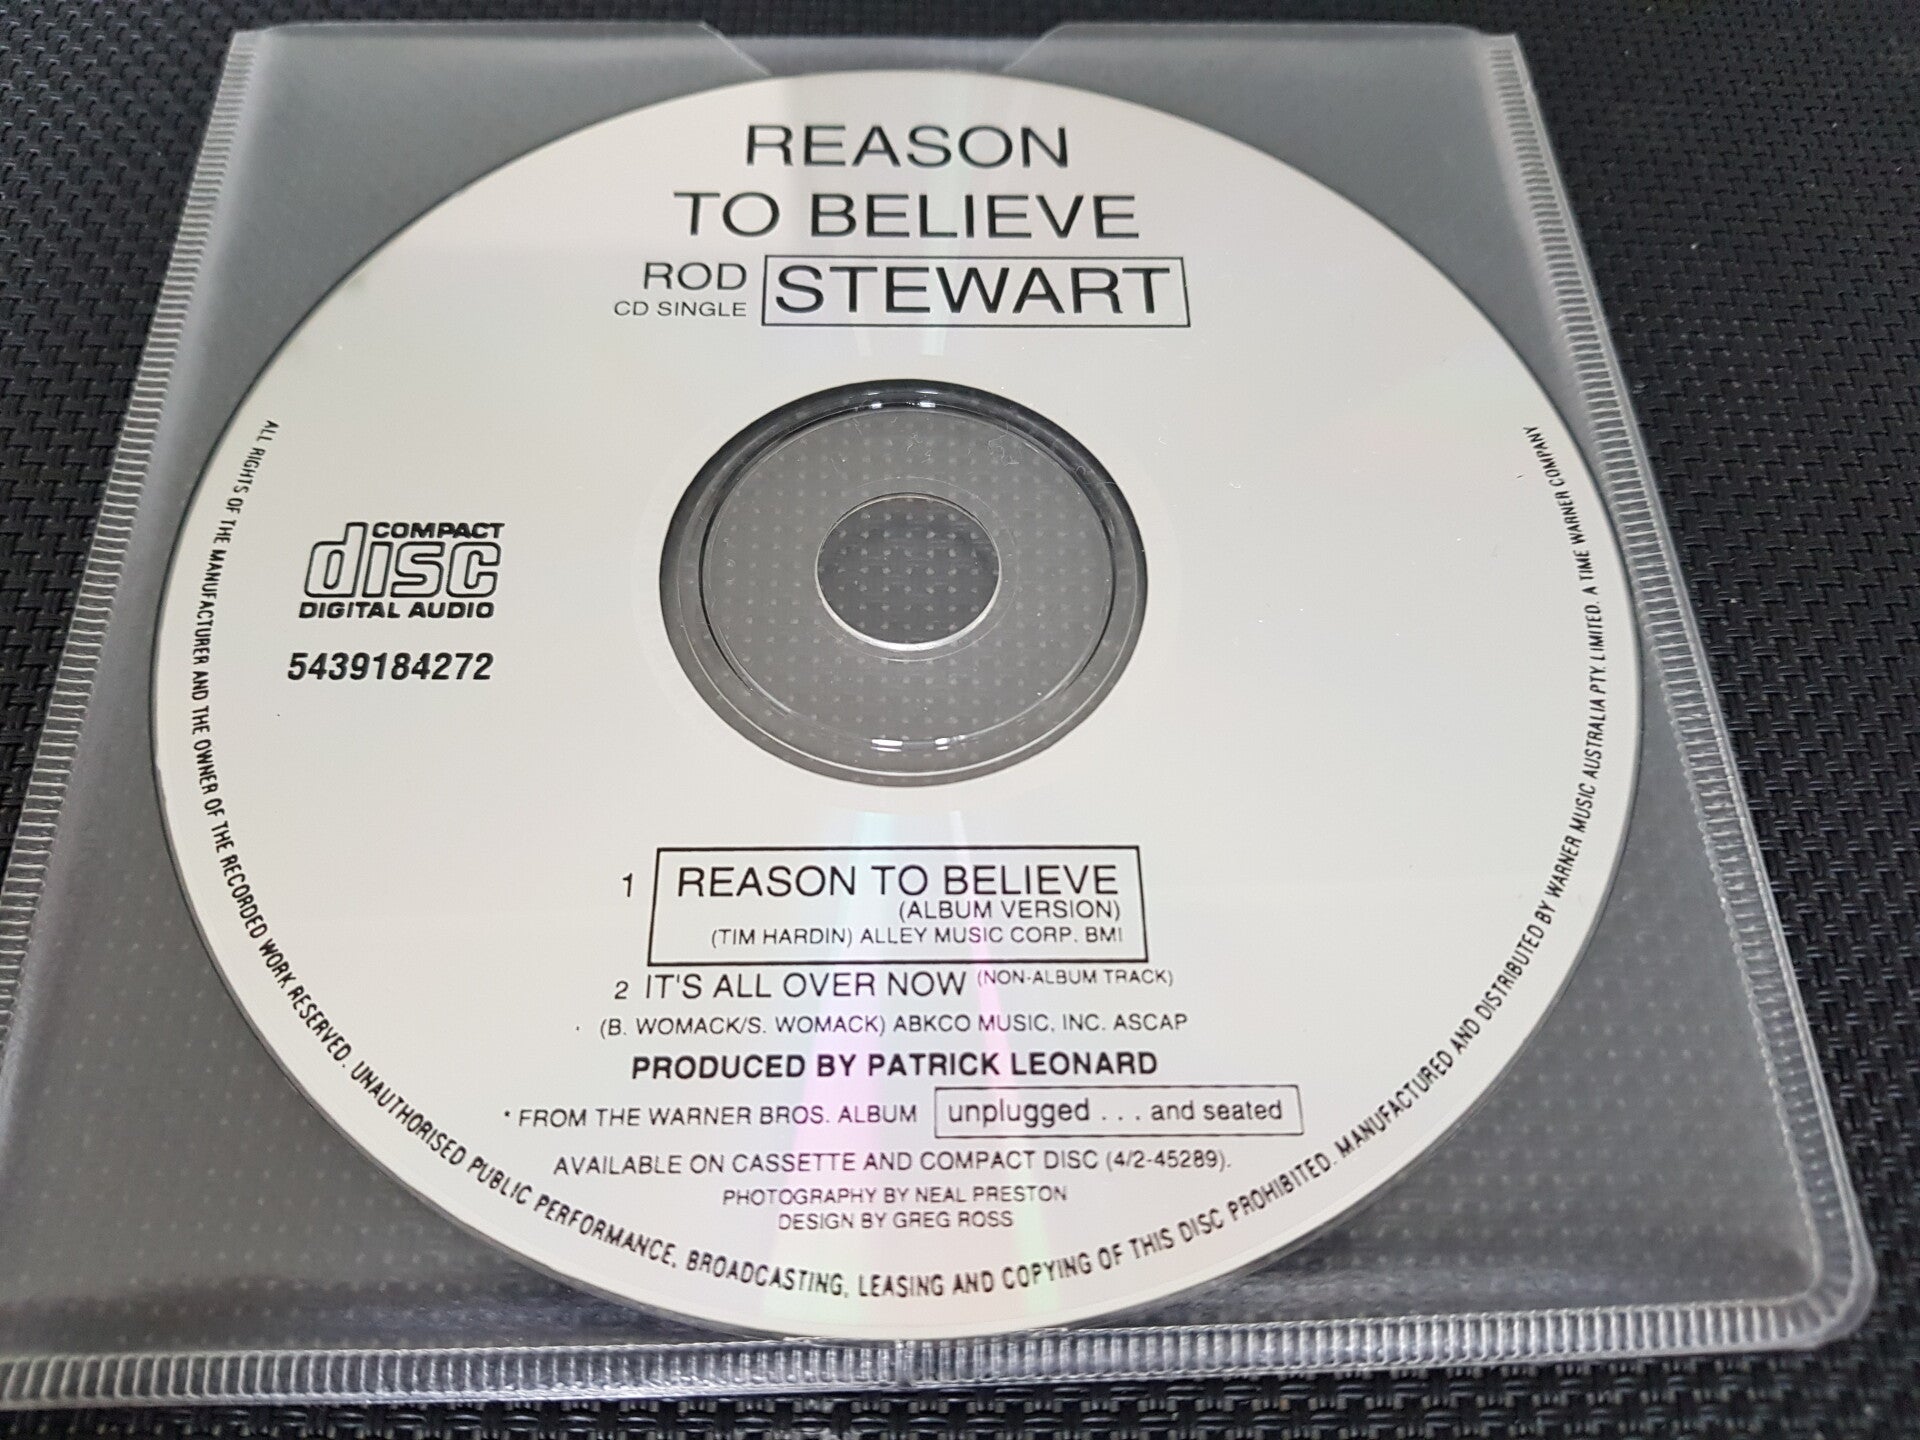 REASON
TO BELIEVE
ROD
CD SINGLE
STEWART
COMPACT
disc
DIGITAL AUDIO
5439184272
1 REASON TO BELIEVE
(ALBUM VERSION)
(TIM HARDIN) ALLEY MUSIC CORP. BMI
2 IT'S ALL OVER NOW (NON-ALBUM TRACK)
(B. WOMACK/S. WOMACK) ABKCO MUSIC, INC. ASCAP
PRODUCED BY PATRICK LEONARD
* FROM THE WARNER BROS. ALBUM unplugged . . . and seated
AVAILABLE ON CASSETTE AND COMPACT DISC (4/2-45289).
PHOTOGRAPHY BY NEAL PRESTON
DESIGN BY GREG ROSS
ALL RIGHTS OF THE MANUFACTURER AND THE OWNER OF THE RECORDED WORK RESERVED. UNAUTHORISED PUBLIC PERFORMANCE, BROADCASTING, LEASING AND COPYING OF THIS DISC PROHIBITED. MANUFACTURED AND DISTRIBUTED BY WARNER MUSIC AUSTRALIA PTY. LIMITED. A TIME WARNER COMPANY